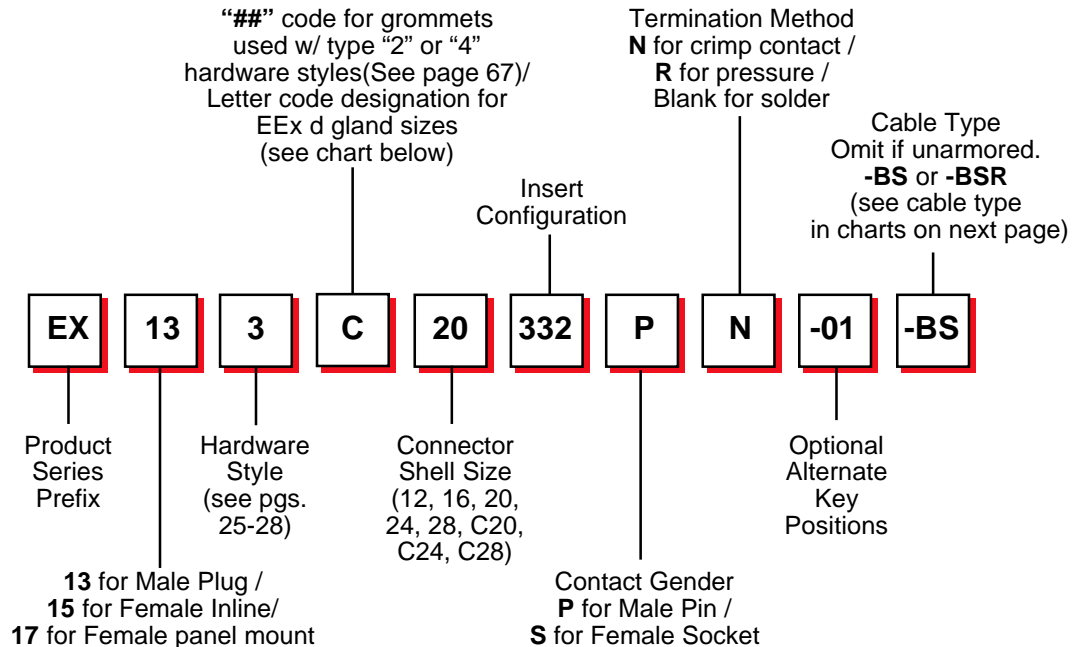 “##” code for grommets
used w/ type “2” or “4”
hardware styles(See page 67)/
Letter code designation for
EEx d gland sizes
(see chart below)
Insert
Configuration
Termination Method
N for crimp contact /
R for pressure /
Blank for solder
Cable Type
Omit if unarmored.
-BS or -BSR
(see cable type
in charts on next page)
EX 13 3 C 20 332 P N -01 -BS
Product
Series
Prefix
13 for Male Plug /
15 for Female Inline/
17 for Female panel mount
Hardware
Style
(see pgs.
25-28)
Connector
Shell Size
(12, 16, 20,
24, 28, C20,
C24, C28)
Contact Gender
P for Male Pin /
S for Female Socket
Optional
Alternate
Key
Positions